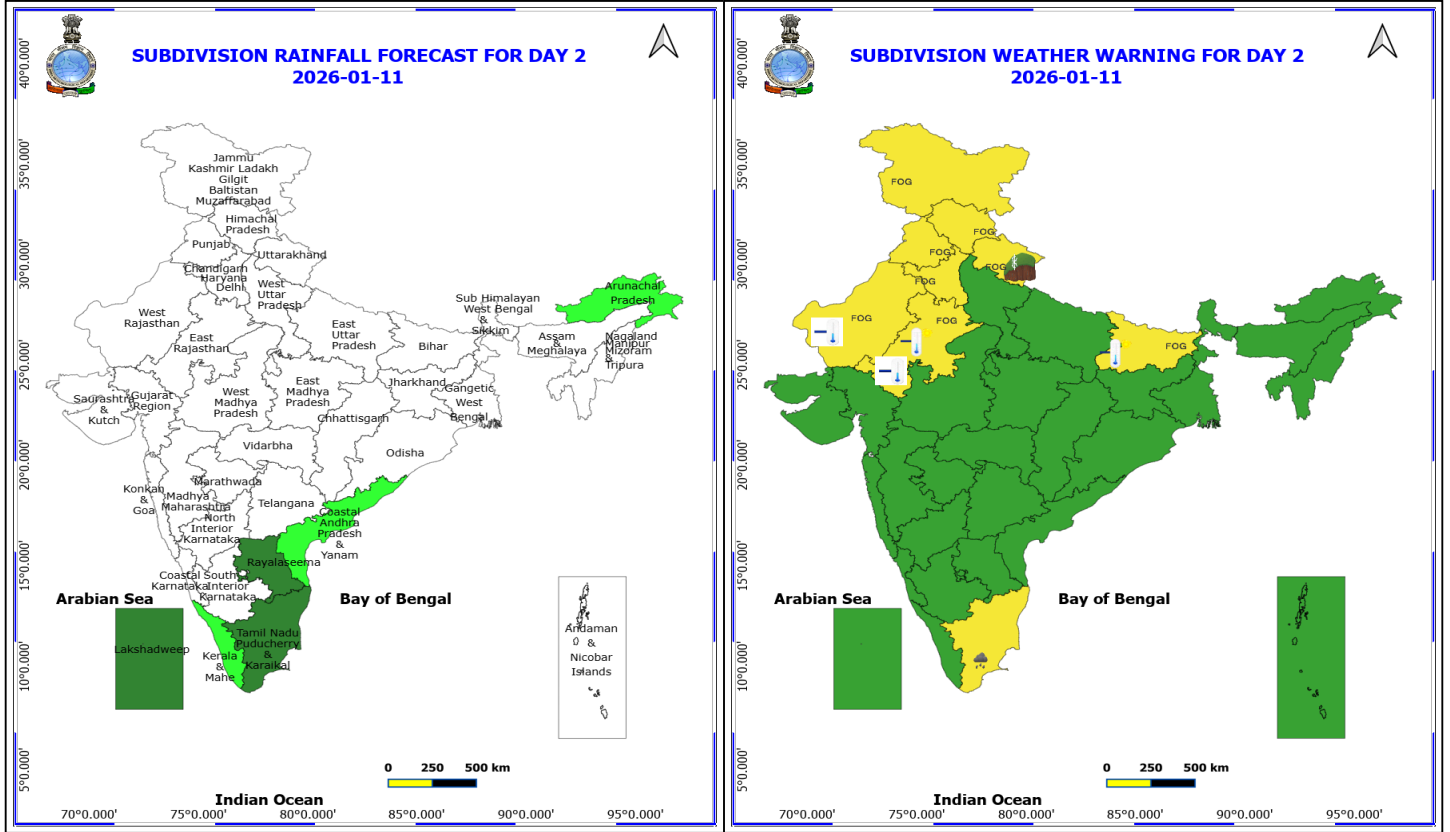 SUBDIVISION RAINFALL FORECAST FOR DAY 2
2026-01-11
40°0.000'
35°0.000'
30°0.000'
25°0.000'
20°0.000'
15°0.000'
10°0.000'
5°0.000'
Jammu
Kashmir Ladakh
Gilgit
Baltistan
Muzaffarabad
Himachal
Pradesh
Punjab
Uttarakhand
Chandigarh
Haryana
Delhi
West
Uttar
Pradesh
Arunachal
Pradesh
Sub Himalayan
West Bengal
&
Sikkim
West
Rajasthan
East
Rajasthan
East
Uttar
Pradesh
Bihar
Assam
&
Meghalaya
Nagaland
Manipur
Mizoram
&
Tripura
Saurashtra
&
Kutch
Gujarat
Region
West
Madhya
Pradesh
East
Madhya
Pradesh
Jharkhand
Gangetic
West
Bengal
Chhattisgarh
Vidarbha
Odisha
Konkan
&
Goa
Madhya
Maharashtra
Marathwada
Telangana
North
Interior
Karnataka
Coastal
Andhra
Pradesh
&
Yanam
Rayalaseema
Coastal
Karnataka
South
Interior
Karnataka
Arabian Sea
Bay of Bengal
Lakshadweep
Kerala
&
Mahe
Tamil Nadu
Puducherry
&
Karaikal
Andaman
&
Nicobar
Islands
0 250 500 km
Indian Ocean
70°0.000' 75°0.000' 80°0.000' 85°0.000' 90°0.000' 95°0.000'
SUBDIVISION WEATHER WARNING FOR DAY 2
2026-01-11
40°0.000'
35°0.000'
30°0.000'
25°0.000'
20°0.000'
15°0.000'
10°0.000'
5°0.000'
FOG
FOG
FOG
FOG
FOG
FOG
FOG
FOG
Arabian Sea
Bay of Bengal
0 250 500 km
Indian Ocean
70°0.000' 75°0.000' 80°0.000' 85°0.000' 90°0.000' 95°0.000'